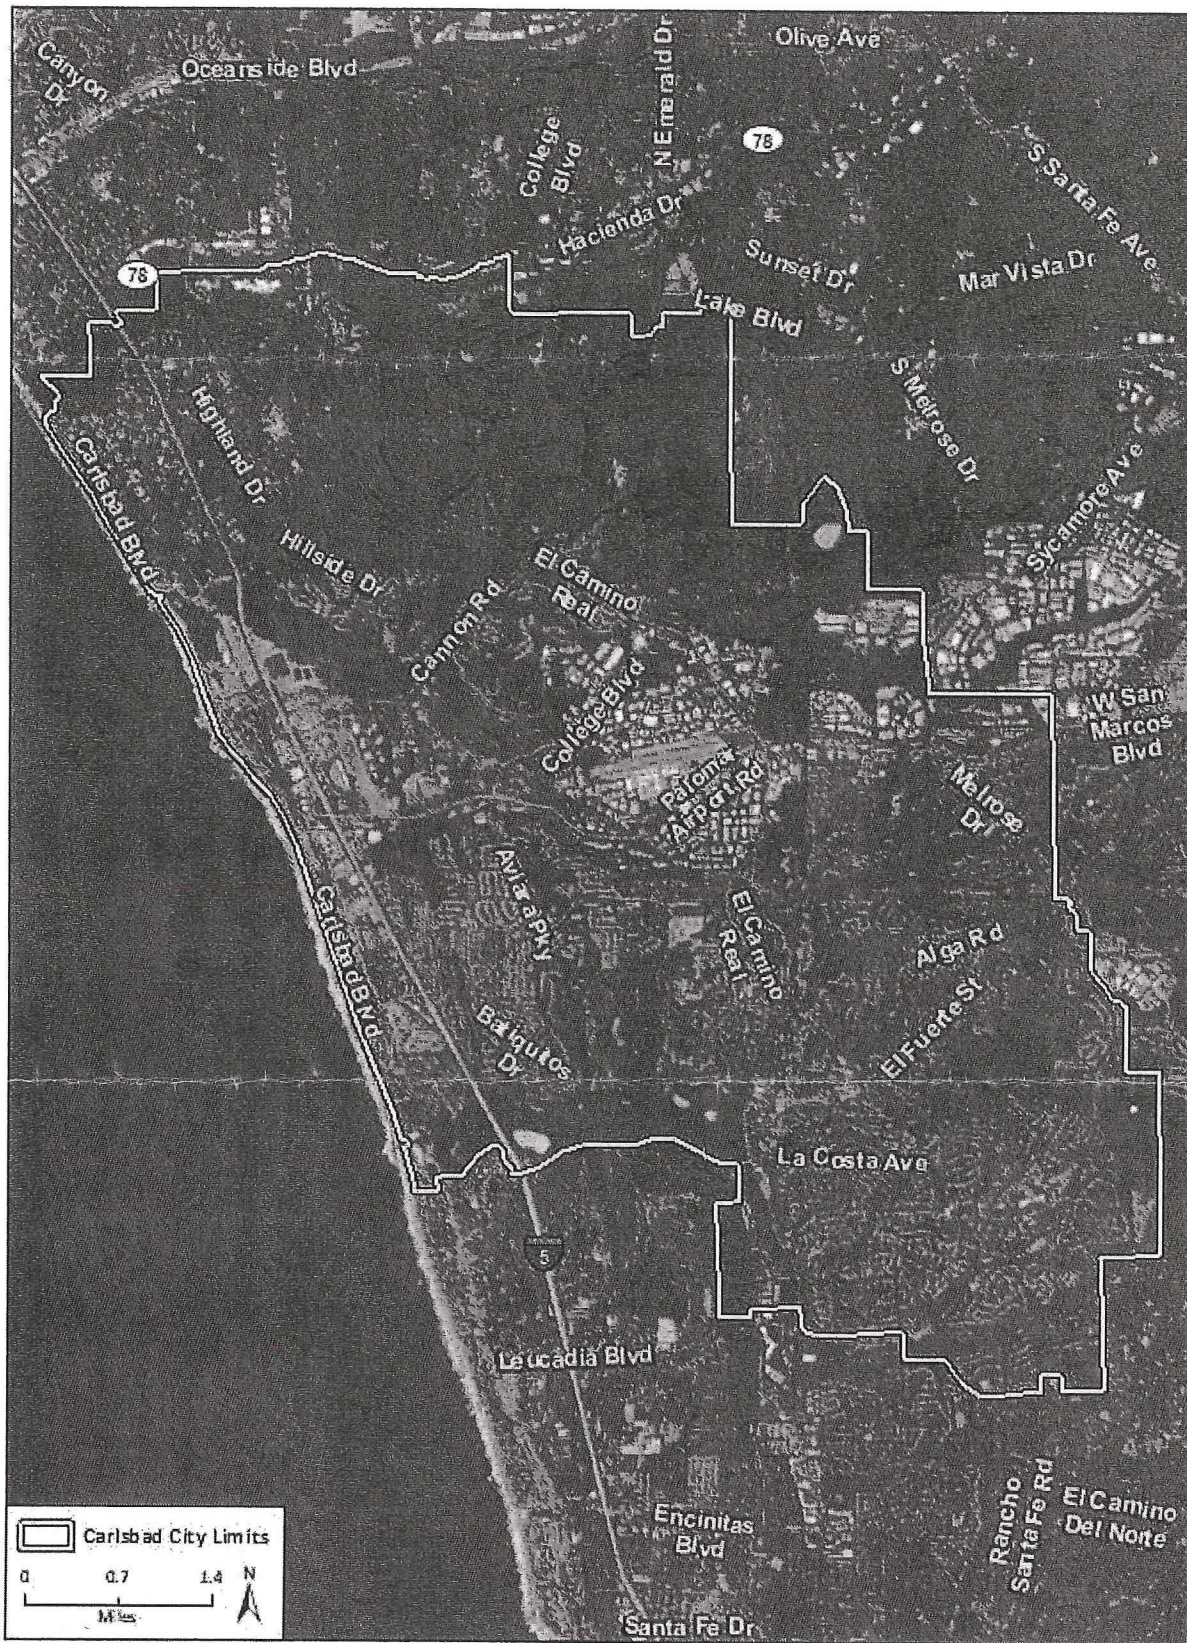 Olive Ave
Canyon
Dr
Oceanside Blvd
N Emerald Dr
College
Blvd
78
S Santa Fe Ave
Hacienda Dr
Sunset Dr
Mar Vista Dr
78
Lake Blvd
Highland Dr
S Melrose Dr
Carlsbad Blvd
Sycamore Ave
Hillside Dr
El Camino
Real
Cannon Rd
College Blvd
W San
Marcos
Blvd
Palomar
Airport Rd
Melrose
Dr
Aviara Pky
El Camino
Real
Carlsbad Blvd
Alga Rd
El Fuerte St
Batiquitos
Dr
La Costa Ave
5
Leucadia Blvd
Encinitas
Blvd
Rancho
Santa Fe Rd
El Camino
Del Norte
Santa Fe Dr
Carlsbad City Limits
0 0.7 1.4
Miles
N